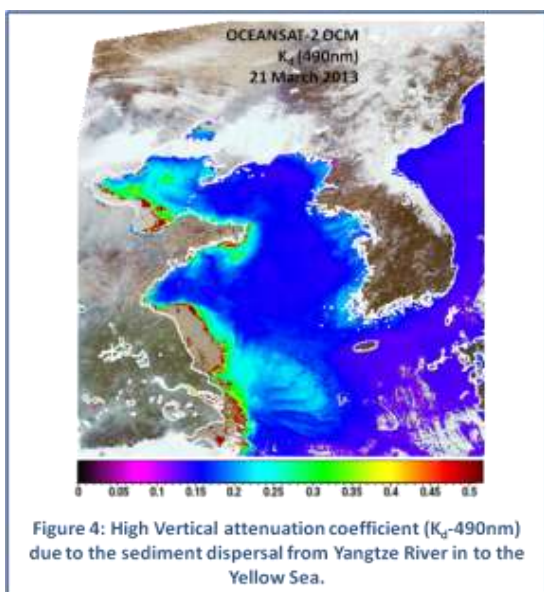 OCEANSAT-2 OCM
Kd (490nm)
21 March 2013
0 0.05 0.1 0.15 0.2 0.25 0.3 0.35 0.4 0.45 0.5
Figure 4: High Vertical attenuation coefficient (Kd-490nm)
due to the sediment dispersal from Yangtze River in to the
Yellow Sea.